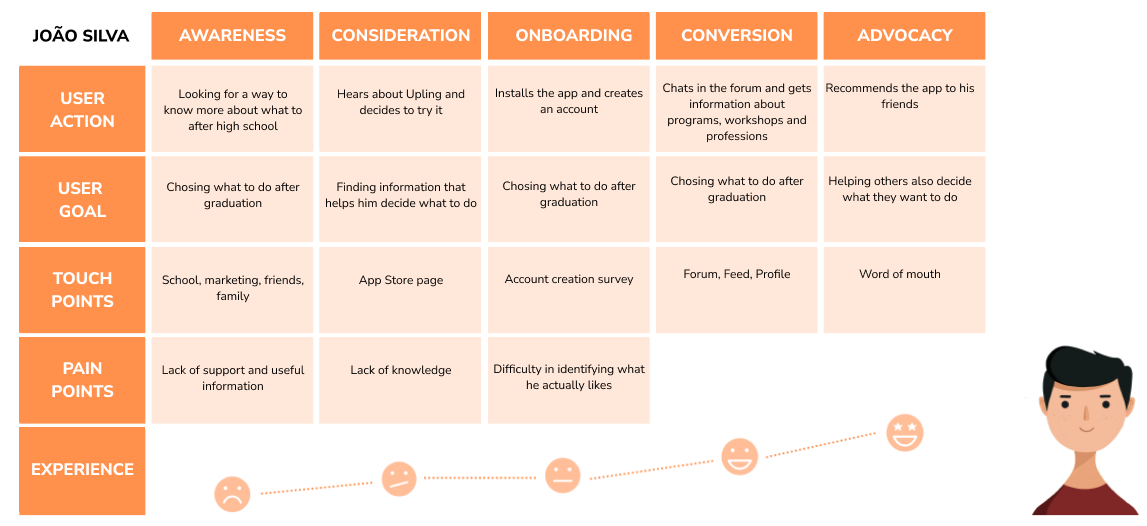 JOÃO SILVA
AWARENESS
CONSIDERATION
ONBOARDING
CONVERSION
ADVOCACY
USER
ACTION
Looking for a way to
know more about what to
after high school
Hears about Upling and
decides to try it
Installs the app and creates
an account
Chats in the forum and gets
information about
programs, workshops and
professions
Recommends the app to his
friends
USER
GOAL
Chosing what to do after
graduation
Finding information that
helps him decide what to do
Chosing what to do after
graduation
Chosing what to do after
graduation
Helping others also decide
what they want to do
TOUCH
POINTS
School, marketing, friends,
family
App Store page
Account creation survey
Forum, Feed, Profile
Word of mouth
PAIN
POINTS
Lack of support and useful
information
Lack of knowledge
Difficulty in identifying what
he actually likes
EXPERIENCE